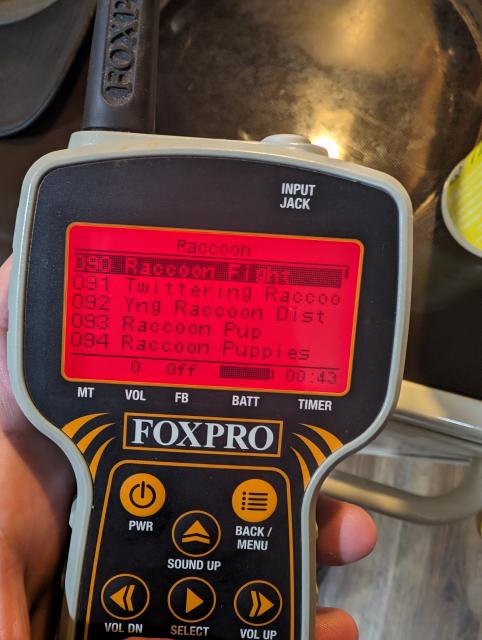 FOXPRO
INPUT
JACK
Raccoon
090 Raccoon Fight
091 Twittering Raccoo
092 Yng Raccoon Dist
093 Raccoon Pup
094 Raccoon Puppies
0 Off 00:43
MT VOL FB BATT TIMER
FOXPRO
PWR
BACK /
MENU
SOUND UP
VOL DN
SELECT
VOL UP